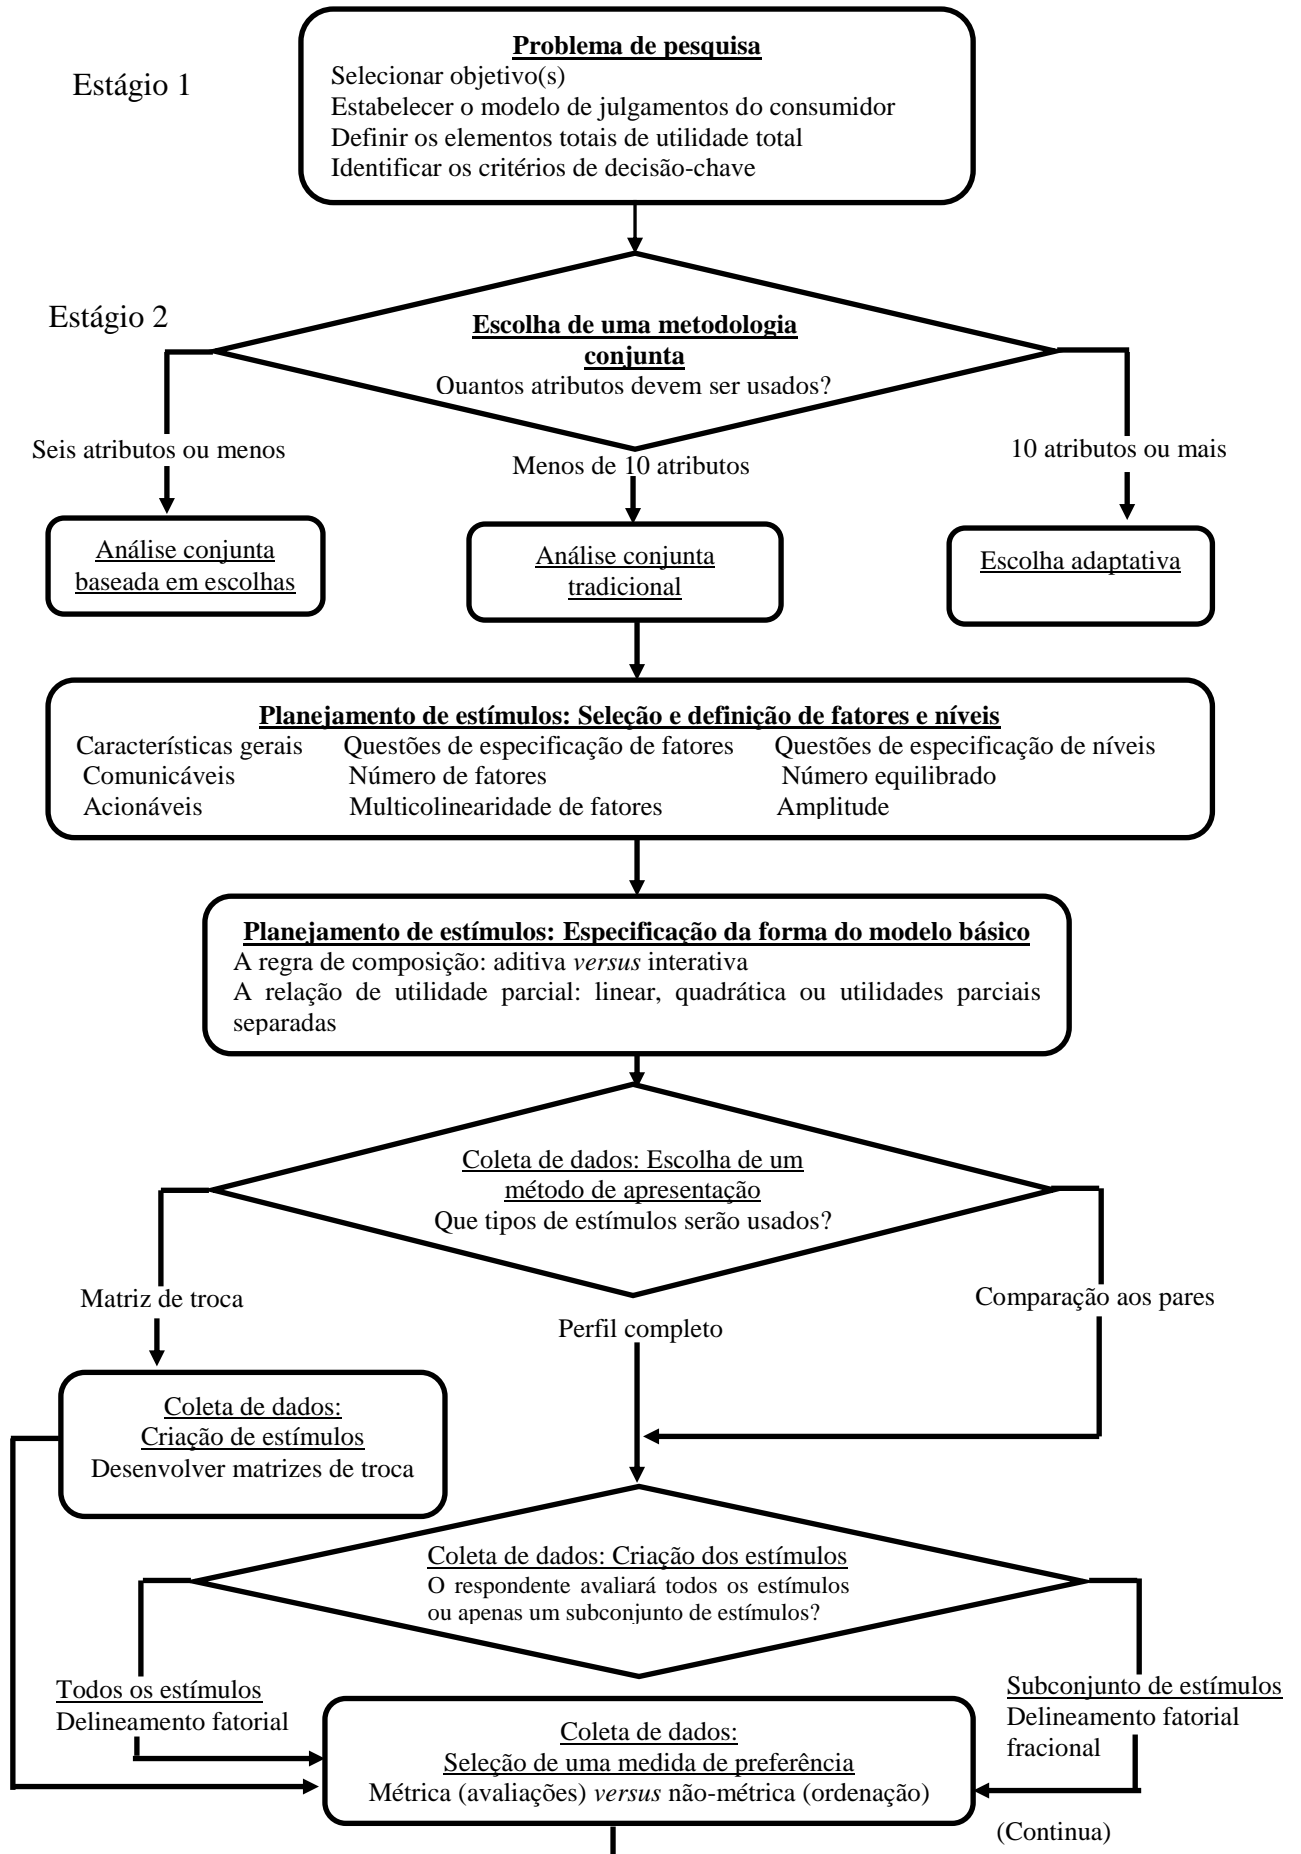 Problema de pesquisa
Estágio 1
Selecionar objetivo(s)
Estabelecer o modelo de julgamentos do consumidor
Definir os elementos totais de utilidade total
Identificar os critérios de decisão-chave
Estágio 2
Escolha de uma metodologia
conjunta
Quantos atributos devem ser usados?
Seis atributos ou menos
Menos de 10 atributos
10 atributos ou mais
Análise conjunta
baseada em escolhas
Análise conjunta
tradicional
Escolha adaptativa
Planejamento de estímulos: Seleção e definição de fatores e níveis
Características gerais Questões de especificação de fatores Questões de especificação de níveis
Comunicáveis Número de fatores Número equilibrado
Acionáveis Multicolinearidade de fatores Amplitude
Planejamento de estímulos: Especificação da forma do modelo básico
A regra de composição: aditiva versus interativa
A relação de utilidade parcial: linear, quadrática ou utilidades parciais
separadas
Coleta de dados: Escolha de um
método de apresentação
Que tipos de estímulos serão usados?
Matriz de troca
Perfil completo
Comparação aos pares
Coleta de dados:
Criação de estímulos
Desenvolver matrizes de troca
Coleta de dados: Criação dos estímulos
O respondente avaliará todos os estímulos
ou apenas um subconjunto de estímulos?
Todos os estímulos
Delineamento fatorial
Subconjunto de estímulos
Delineamento fatorial
fracional
Coleta de dados:
Seleção de uma medida de preferência
Métrica (avaliações) versus não-métrica (ordenação)
(Continua)